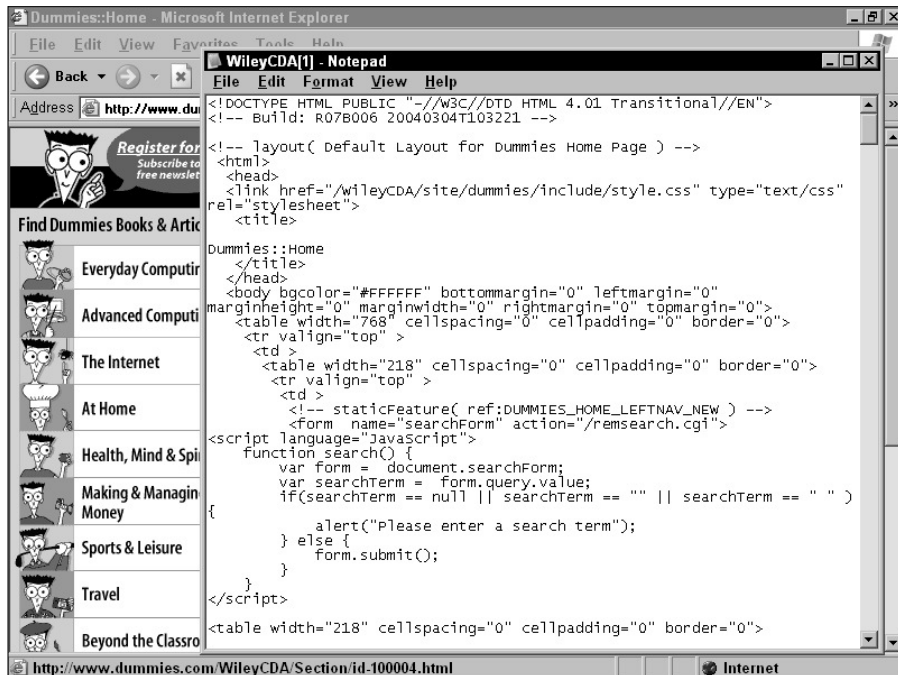 Dummies::Home - Microsoft Internet Explorer
File Edit View Favorites Tools Help
Back
Address http://www.du
Register for
Subscribe to
free newslet
Find Dummies Books & Artic
Everyday Computin
Advanced Computi
The Internet
At Home
Health, Mind & Spi
Making & Managin
Money
Sports & Leisure
Travel
Beyond the Classro
WileyCDA[1] - Notepad
File Edit Format View Help
<!DOCTYPE HTML PUBLIC "-//W3C//DTD HTML 4.01 Transitional//EN">
<!-- Build: R07B006 20040304T103221 -->
<!-- layout( Default Layout for Dummies Home Page ) -->
<html>
<head>
<link href="/WileyCDA/site/dummies/include/style.css" type="text/css"
rel="stylesheet">
<title>
Dummies::Home
</title>
</head>
<body bgcolor="#FFFFFF" bottommargin="0" leftmargin="0"
marginheight="0" marginwidth="0" rightmargin="0" topmargin="0">
<table width="768" cellspacing="0" cellpadding="0" border="0">
<tr valign="top" >
<td >
<table width="218" cellspacing="0" cellpadding="0" border="0">
<tr valign="top" >
<td >
<!-- staticFeature( ref:DUMMIES_HOME_LEFTNAV_NEW ) -->
<form  name="searchForm" action="/remsearch.cgi">
<script language="JavaScript">
function search() {
var form =  document.searchForm;
var searchTerm =  form.query.value;
if(searchTerm == null || searchTerm == "" || searchTerm == " " )
{
alert("Please enter a search term");
} else {
form.submit();
}
}
</script>
<table width="218" cellspacing="0" cellpadding="0" border="0">
http://www.dummies.com/WileyCDA/Section/id-100004.html
Internet